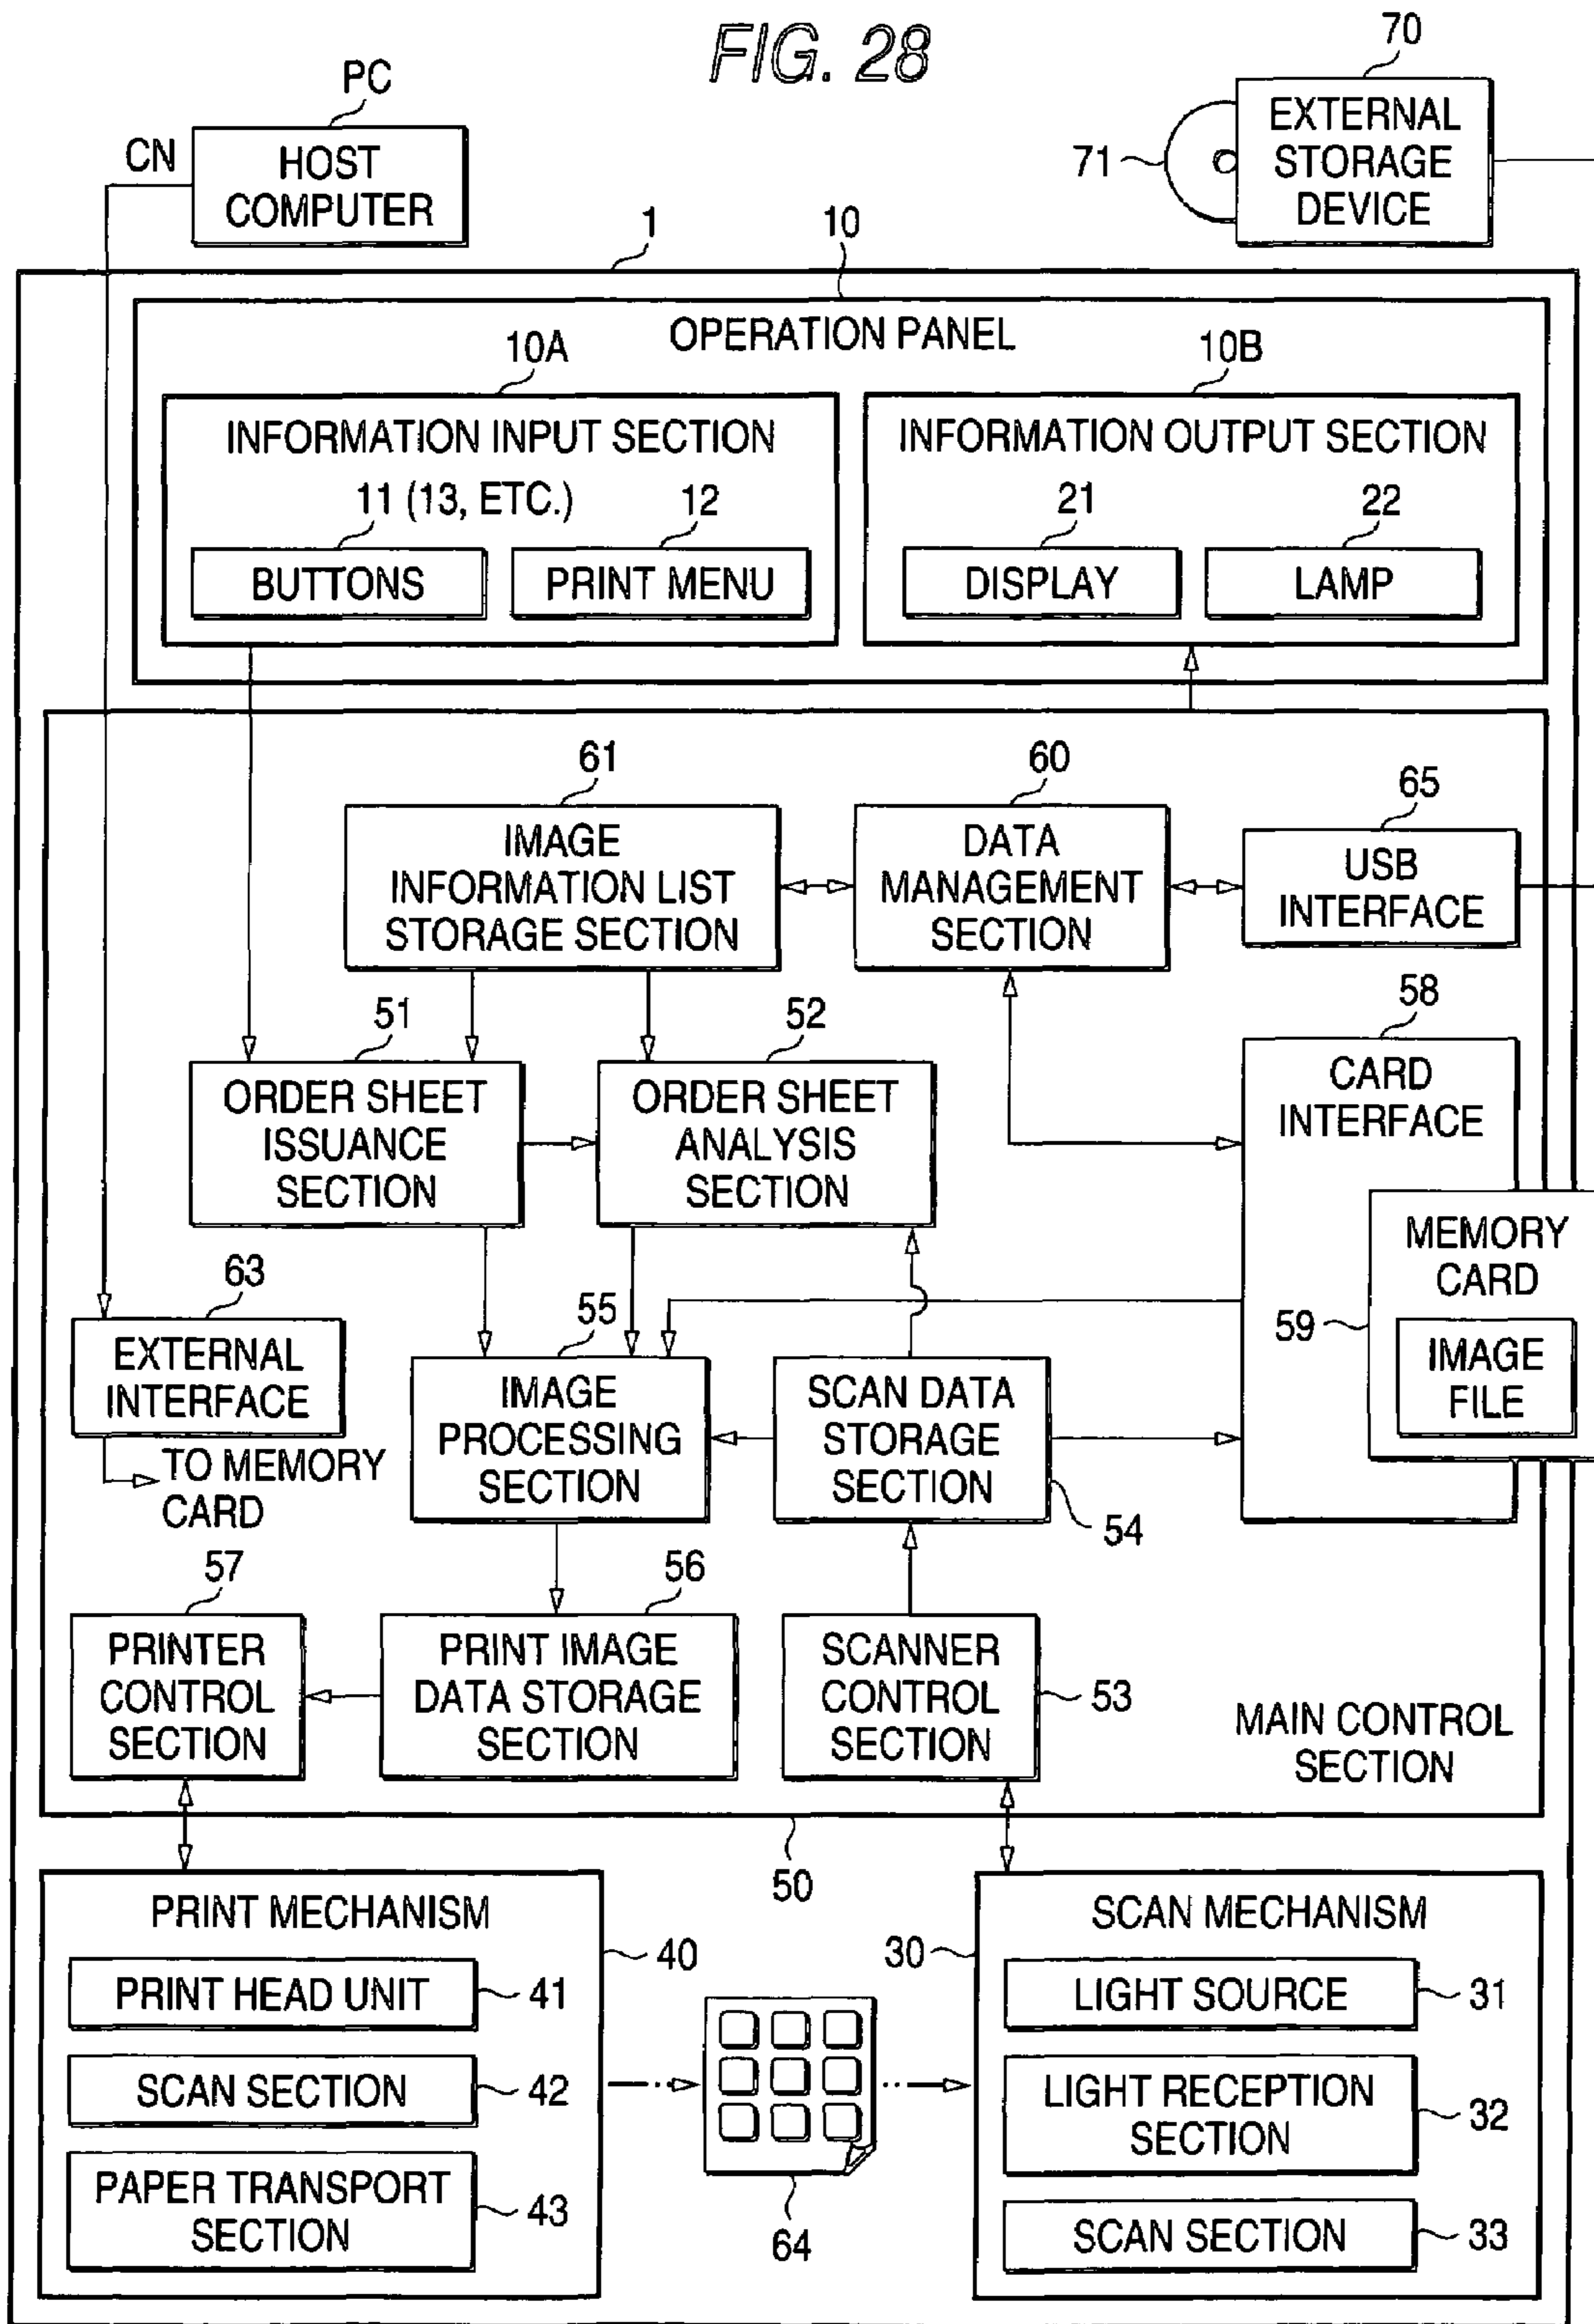 FIG. 28
PC
70
CN
HOST
COMPUTER
71
EXTERNAL
STORAGE
DEVICE
1
10
OPERATION PANEL
10A
10B
INFORMATION INPUT SECTION
INFORMATION OUTPUT SECTION
11 (13, ETC.)
12
21
22
BUTTONS
PRINT MENU
DISPLAY
LAMP
61
60
65
IMAGE
INFORMATION LIST
STORAGE SECTION
DATA
MANAGEMENT
SECTION
USB
INTERFACE
51
52
58
ORDER SHEET
ISSUANCE
SECTION
ORDER SHEET
ANALYSIS
SECTION
CARD
INTERFACE
MEMORY
CARD
59
IMAGE
FILE
63
55
EXTERNAL
INTERFACE
IMAGE
PROCESSING
SECTION
SCAN DATA
STORAGE
SECTION
TO MEMORY
CARD
54
57
56
PRINTER
CONTROL
SECTION
PRINT IMAGE
DATA STORAGE
SECTION
SCANNER
CONTROL
SECTION
53
MAIN CONTROL
SECTION
50
PRINT MECHANISM
40
PRINT HEAD UNIT
41
SCAN SECTION
42
PAPER TRANSPORT
SECTION
43
64
SCAN MECHANISM
30
LIGHT SOURCE
31
LIGHT RECEPTION
SECTION
32
SCAN SECTION
33